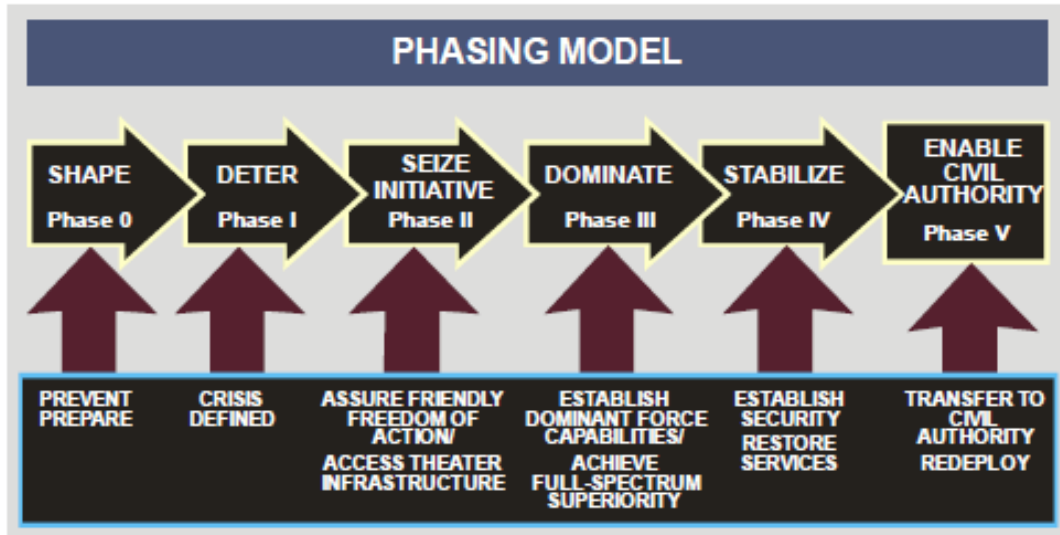 PHASING MODEL
SHAPE
Phase 0
DETER
Phase I
SEIZE
INITIATIVE
Phase II
DOMINATE
Phase III
STABILIZE
Phase IV
ENABLE
CIVIL
AUTHORITY
Phase V
PREVENT
PREPARE
CRISIS
DEFINED
ASSURE FRIENDLY
FREEDOM OF
ACTION/
ACCESS THEATER
INFRASTRUCTURE
ESTABLISH
DOMINANT FORCE
CAPABILITIES/
ACHIEVE
FULL-SPECTRUM
SUPERIORITY
ESTABLISH
SECURITY
RESTORE
SERVICES
TRANSFER TO
CIVIL
AUTHORITY
REDEPLOY